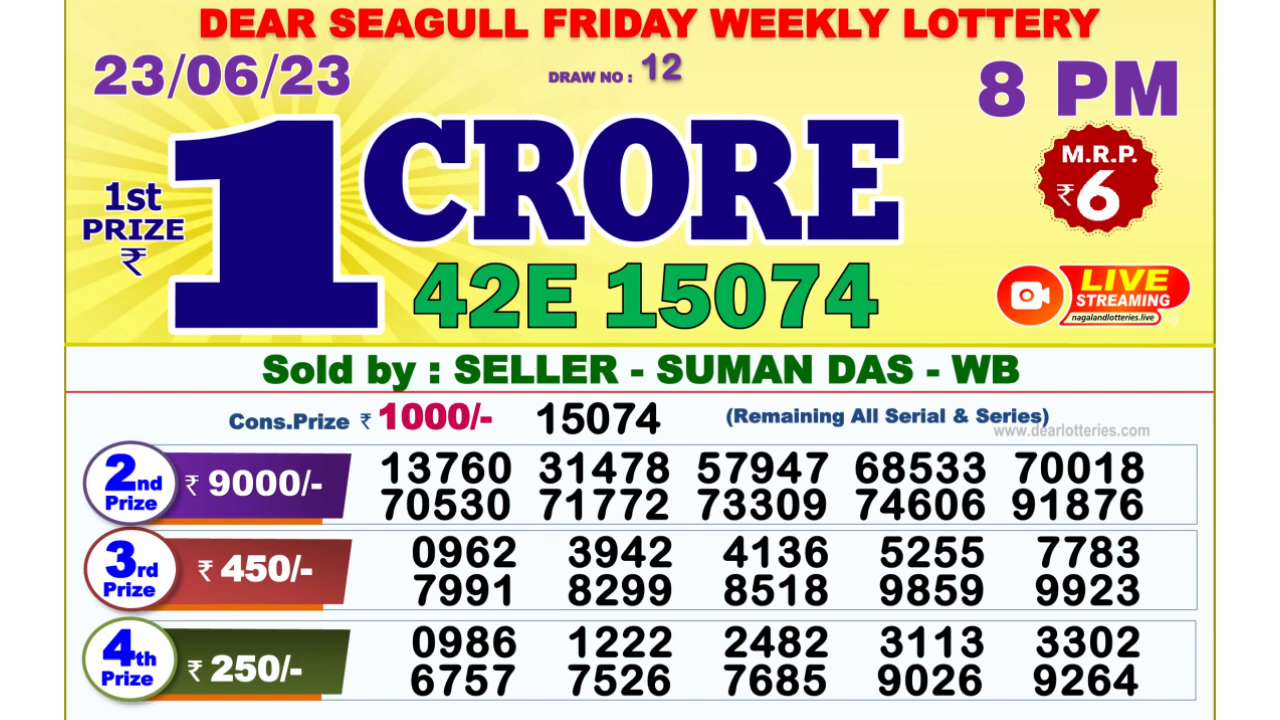 DEAR SEAGULL FRIDAY WEEKLY LOTTERY
23/06/23
DRAW NO : 12
8 PM
1st
PRIZE
₹
1 CRORE
M.R.P.
₹ 6
42E 15074
LIVE
STREAMING
nagalandlotteries.live
Sold by : SELLER - SUMAN DAS - WB
Cons.Prize ₹ 1000/- 15074 (Remaining All Serial & Series)
www.dearlotteries.com
2nd Prize ₹ 9000/-
13760 31478 57947 68533 70018
70530 71772 73309 74606 91876
3rd Prize ₹ 450/-
0962 3942 4136 5255 7783
7991 8299 8518 9859 9923
4th Prize ₹ 250/-
0986 1222 2482 3113 3302
6757 7526 7685 9026 9264